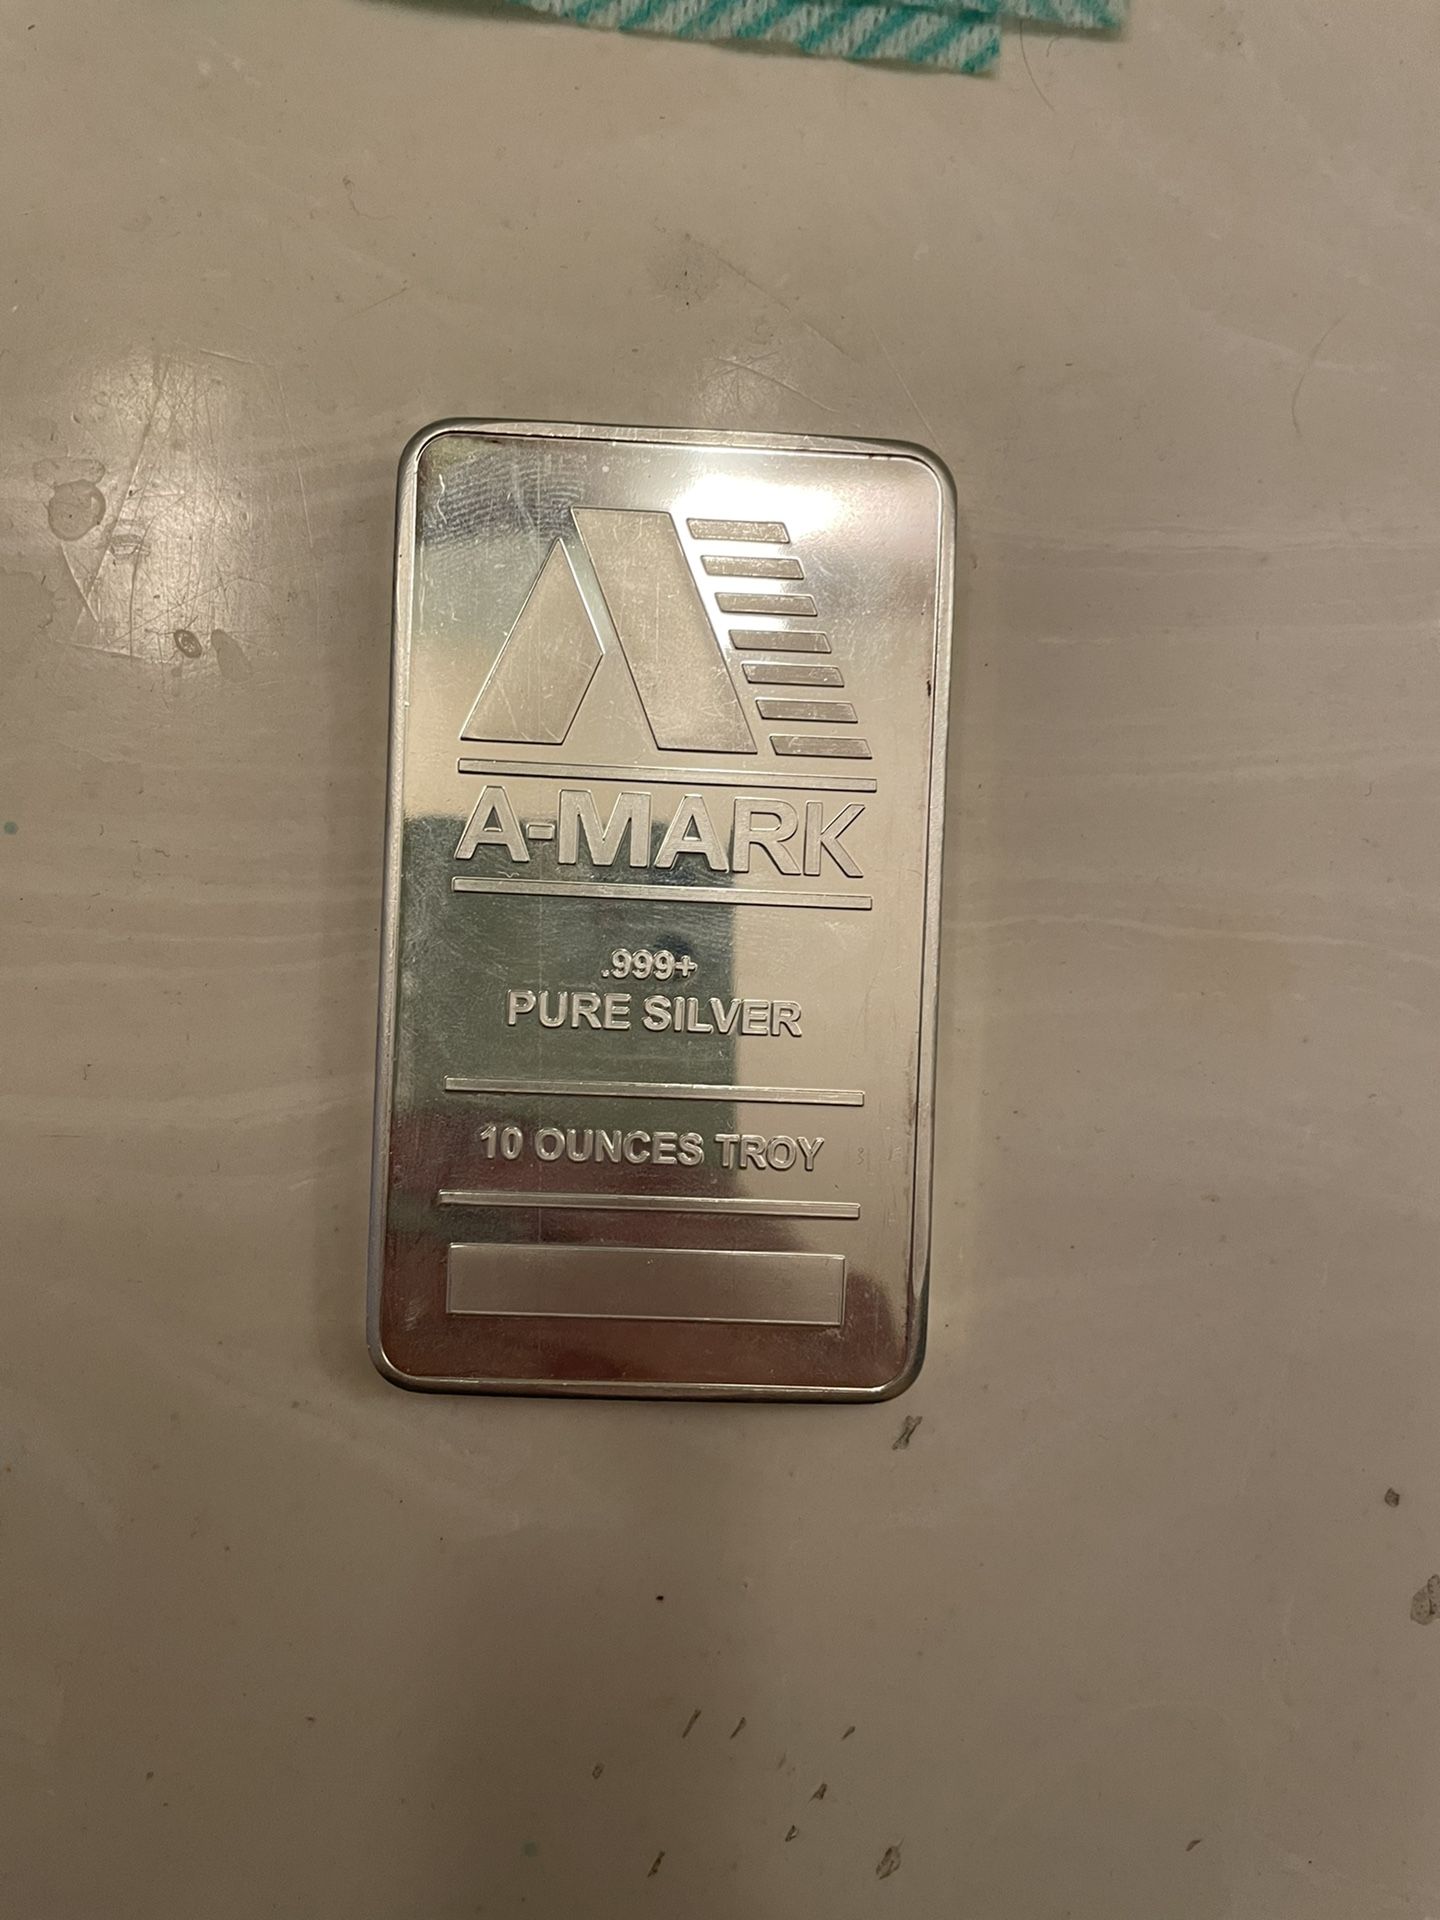 A-MARK
.999+
PURE SILVER
10 OUNCES TROY